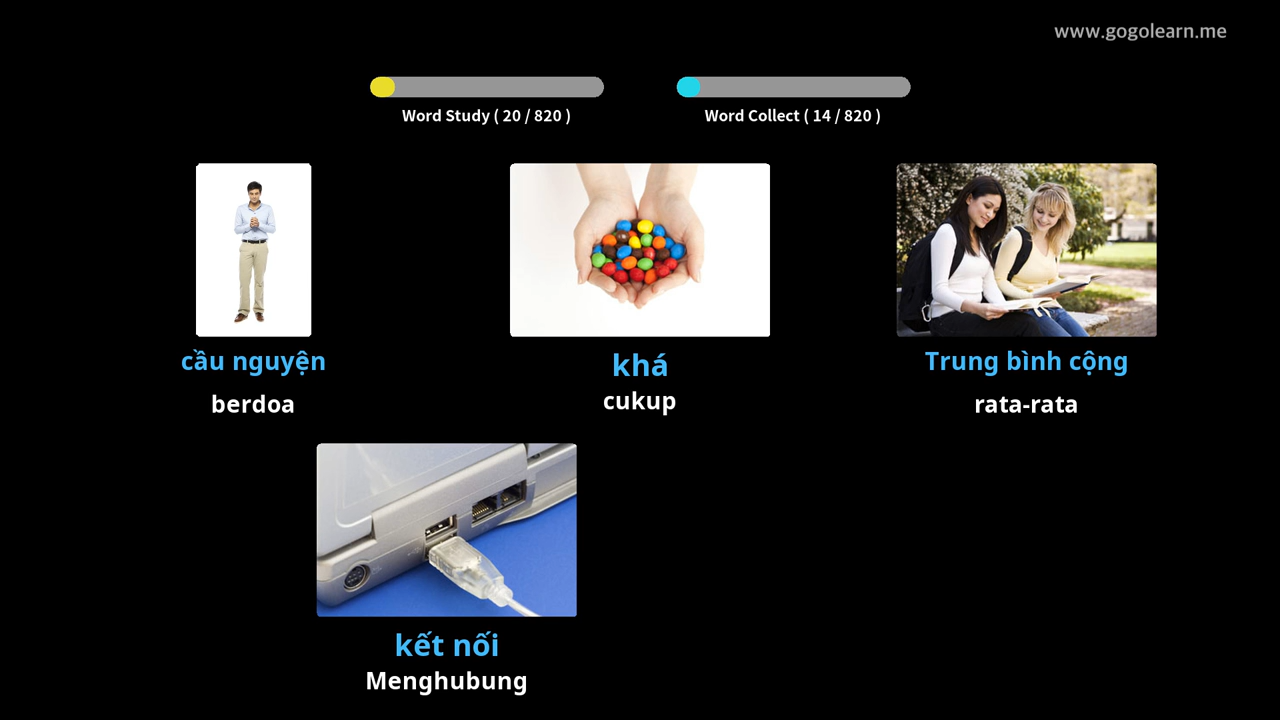 www.gogolearn.me
Word Study ( 20 / 820 )
Word Collect ( 14 / 820 )
cầu nguyện
berdoa
khá
cukup
Trung bình cộng
rata-rata
kết nối
Menghubung